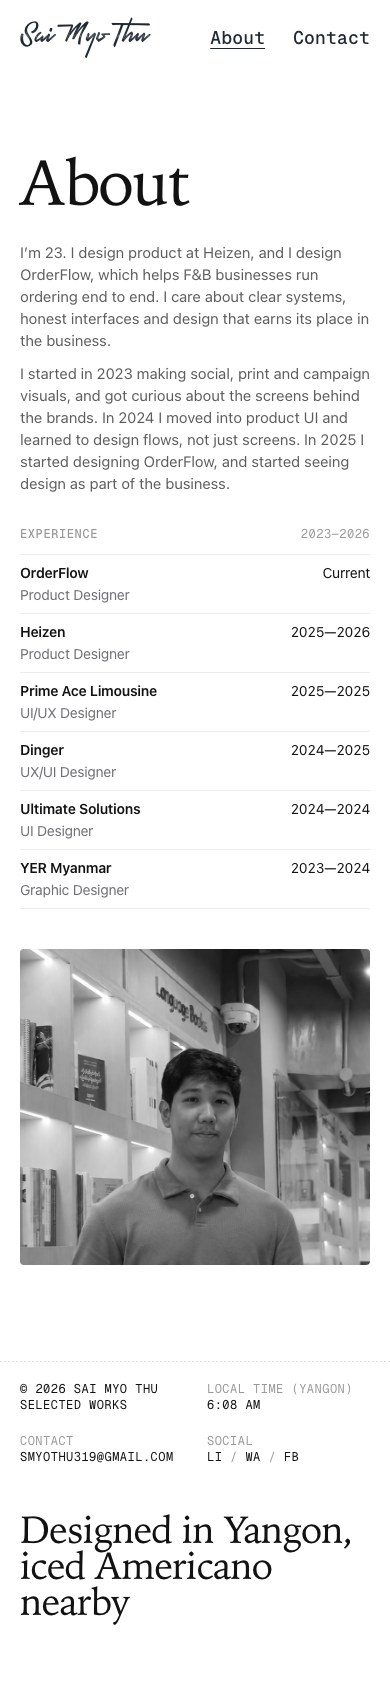 Sai Myo Thu
About Contact
About
I'm 23. I design product at Heizen, and I design
OrderFlow, which helps F&B businesses run
ordering end to end. I care about clear systems,
honest interfaces and design that earns its place in
the business.
I started in 2023 making social, print and campaign
visuals, and got curious about the screens behind
the brands. In 2024 I moved into product UI and
learned to design flows, not just screens. In 2025 I
started designing OrderFlow, and started seeing
design as part of the business.
EXPERIENCE 2023—2026
OrderFlow Current
Product Designer
Heizen 2025—2026
Product Designer
Prime Ace Limousine 2025—2025
UI/UX Designer
Dinger 2024—2025
UX/UI Designer
Ultimate Solutions 2024—2024
UI Designer
YER Myanmar 2023—2024
Graphic Designer
Language Books
© 2026 SAI MYO THU
SELECTED WORKS
LOCAL TIME (YANGON)
6:08 AM
CONTACT
SMYOTHU319@GMAIL.COM
SOCIAL
LI / WA / FB
Designed in Yangon,
iced Americano
nearby